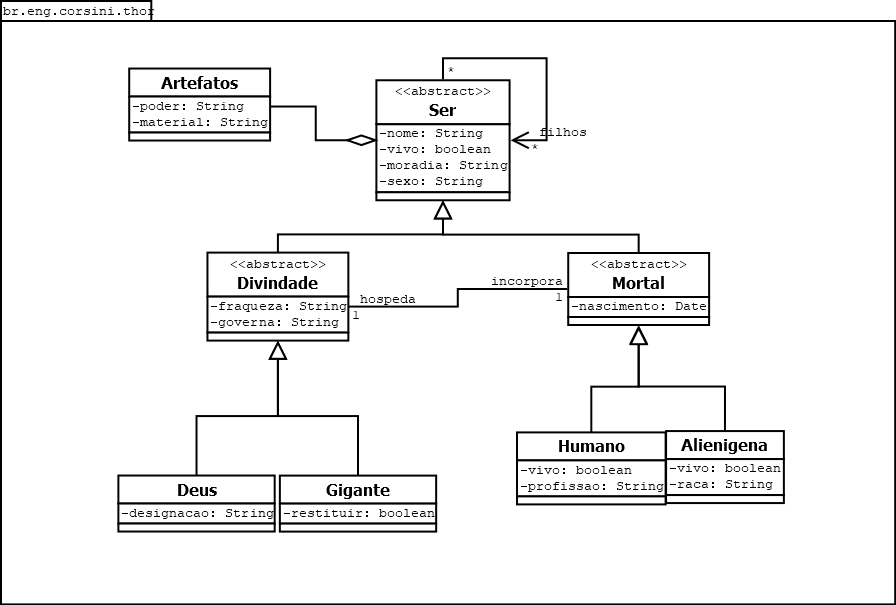 br.eng.corsini.thor
Artefatos
-poder: String
-material: String
*
<<abstract>>
Ser
-nome: String
-vivo: boolean
-moradia: String
-sexo: String
filhos
*
<<abstract>>
Divindade
-fraqueza: String
-governa: String
hospeda
1
incorpora
1
<<abstract>>
Mortal
-nascimento: Date
Deus
-designacao: String
Gigante
-restituir: boolean
Humano
-vivo: boolean
-profissao: String
Alienigena
-vivo: boolean
-raca: String